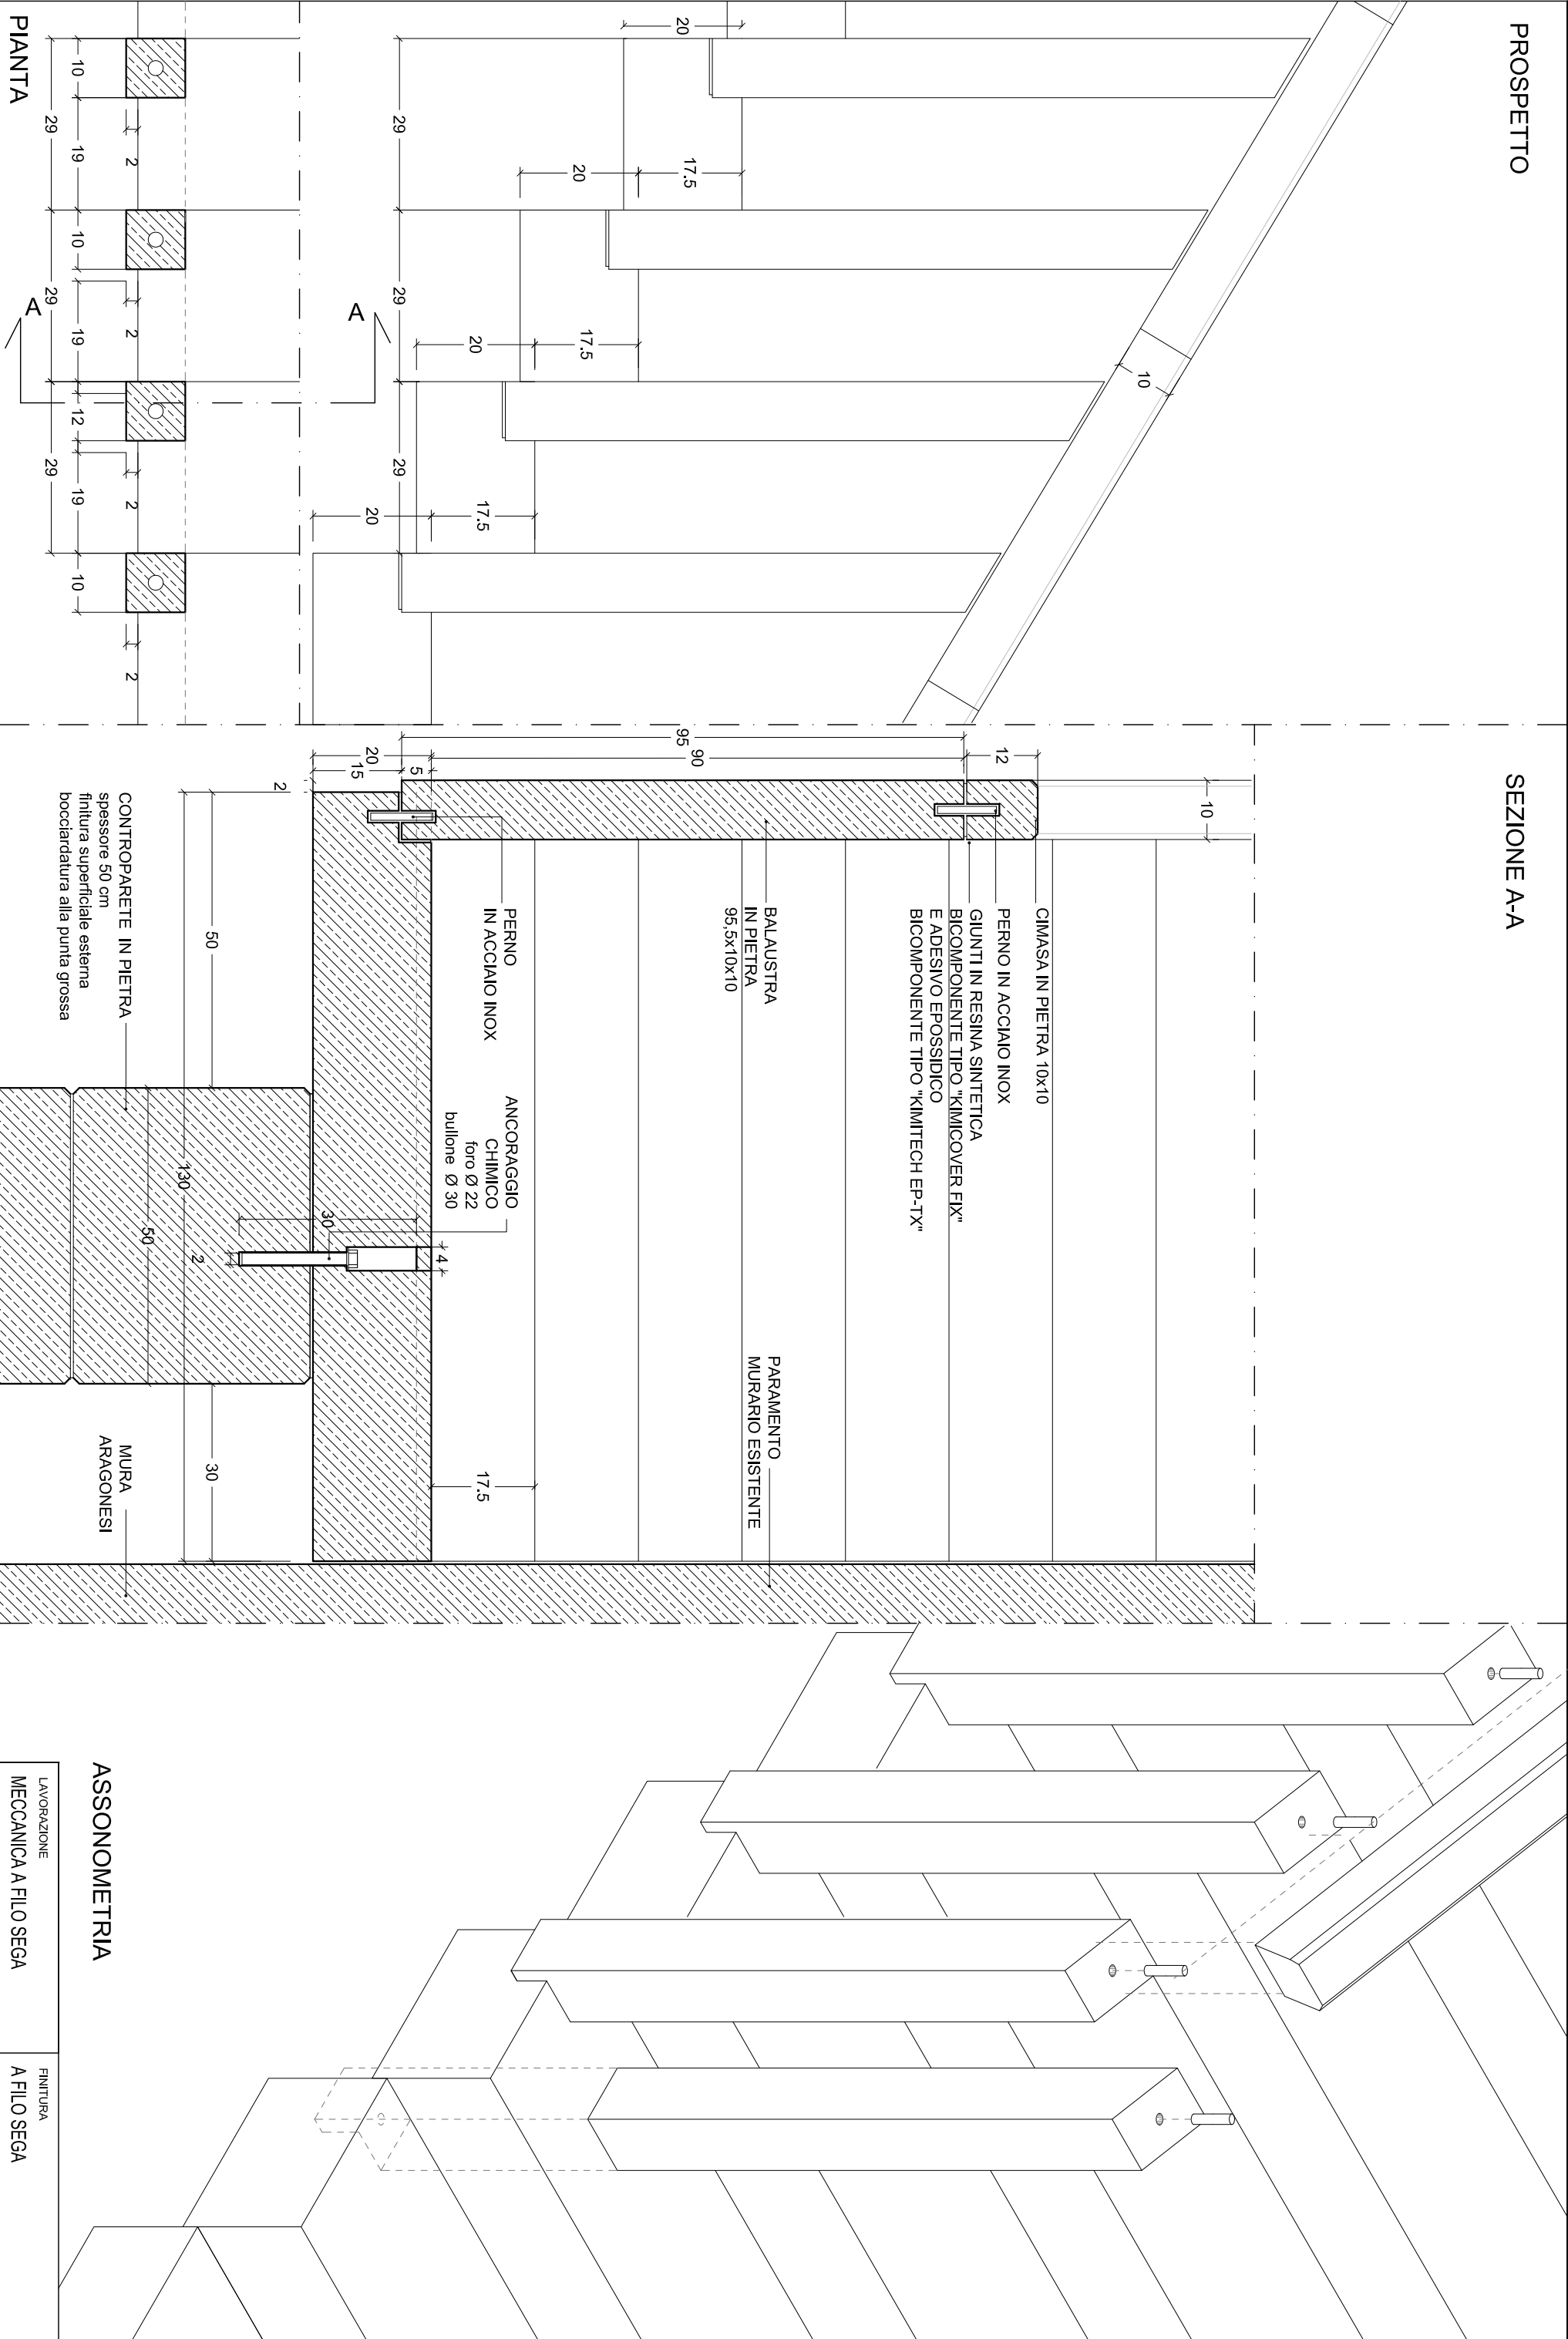 PROSPETTO
20
17.5
20
17.5
20
17.5
20
10
29
29
29
29
A
A
PIANTA
10
19
10
19
12
19
10
2
2
2
2
29
29
29
29
SEZIONE A-A
10
12
90
95
5
15
20
2
CIMASA IN PIETRA 10x10
PERNO IN ACCIAIO INOX
GIUNTI IN RESINA SINTETICA
BICOMPONENTE TIPO "KIMICOVER FIX"
E ADESIVO EPOSSIDICO
BICOMPONENTE TIPO "KIMITECH EP-TX"
BALAUSTRA
IN PIETRA
95,5x10x10
PARAMENTO
MURARIO ESISTENTE
PERNO
IN ACCIAIO INOX
ANCORAGGIO
CHIMICO
foro Ø 22
bullone Ø 30
17.5
4
30
2
50
30
130
50
CONTROPARETE IN PIETRA
spessore 50 cm
finitura superficiale esterna
bocciardatura alla punta grossa
MURA
ARAGONESI
ASSONOMETRIA
LAVORAZIONE
MECCANICA A FILO SEGA
FINITURA
A FILO SEGA